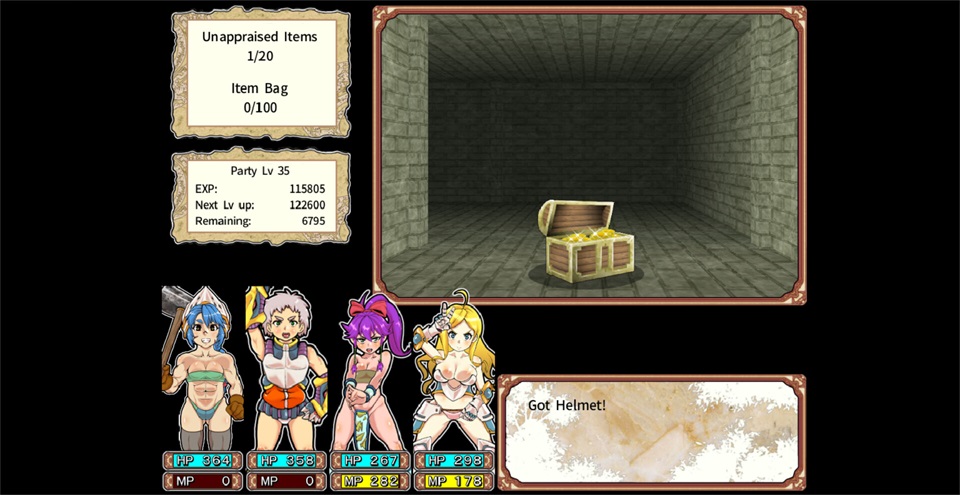 Unappraised Items
1/20
Item Bag
0/100
Party Lv 35
EXP: 115805
Next Lv up: 122600
Remaining: 6795
Got Helmet!
HP 364 HP 358 HP 267 HP 298
MP 0 MP 0 MP 282 MP 178